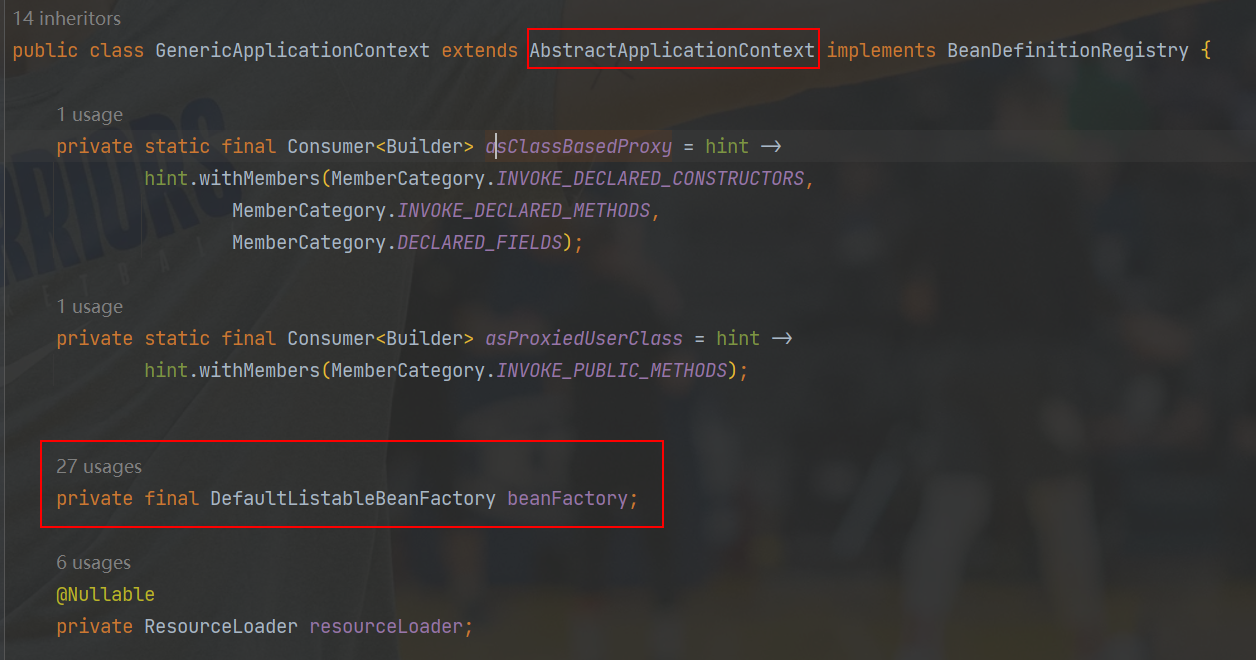 14 inheritors
public class GenericApplicationContext extends AbstractApplicationContext implements BeanDefinitionRegistry {
1 usage
private static final Consumer<Builder> asClassBasedProxy = hint →
hint.withMembers(MemberCategory.INVOKE_DECLARED_CONSTRUCTORS,
MemberCategory.INVOKE_DECLARED_METHODS,
MemberCategory.DECLARED_FIELDS);
1 usage
private static final Consumer<Builder> asProxiedUserClass = hint →
hint.withMembers(MemberCategory.INVOKE_PUBLIC_METHODS);
27 usages
private final DefaultListableBeanFactory beanFactory;
6 usages
@Nullable
private ResourceLoader resourceLoader;